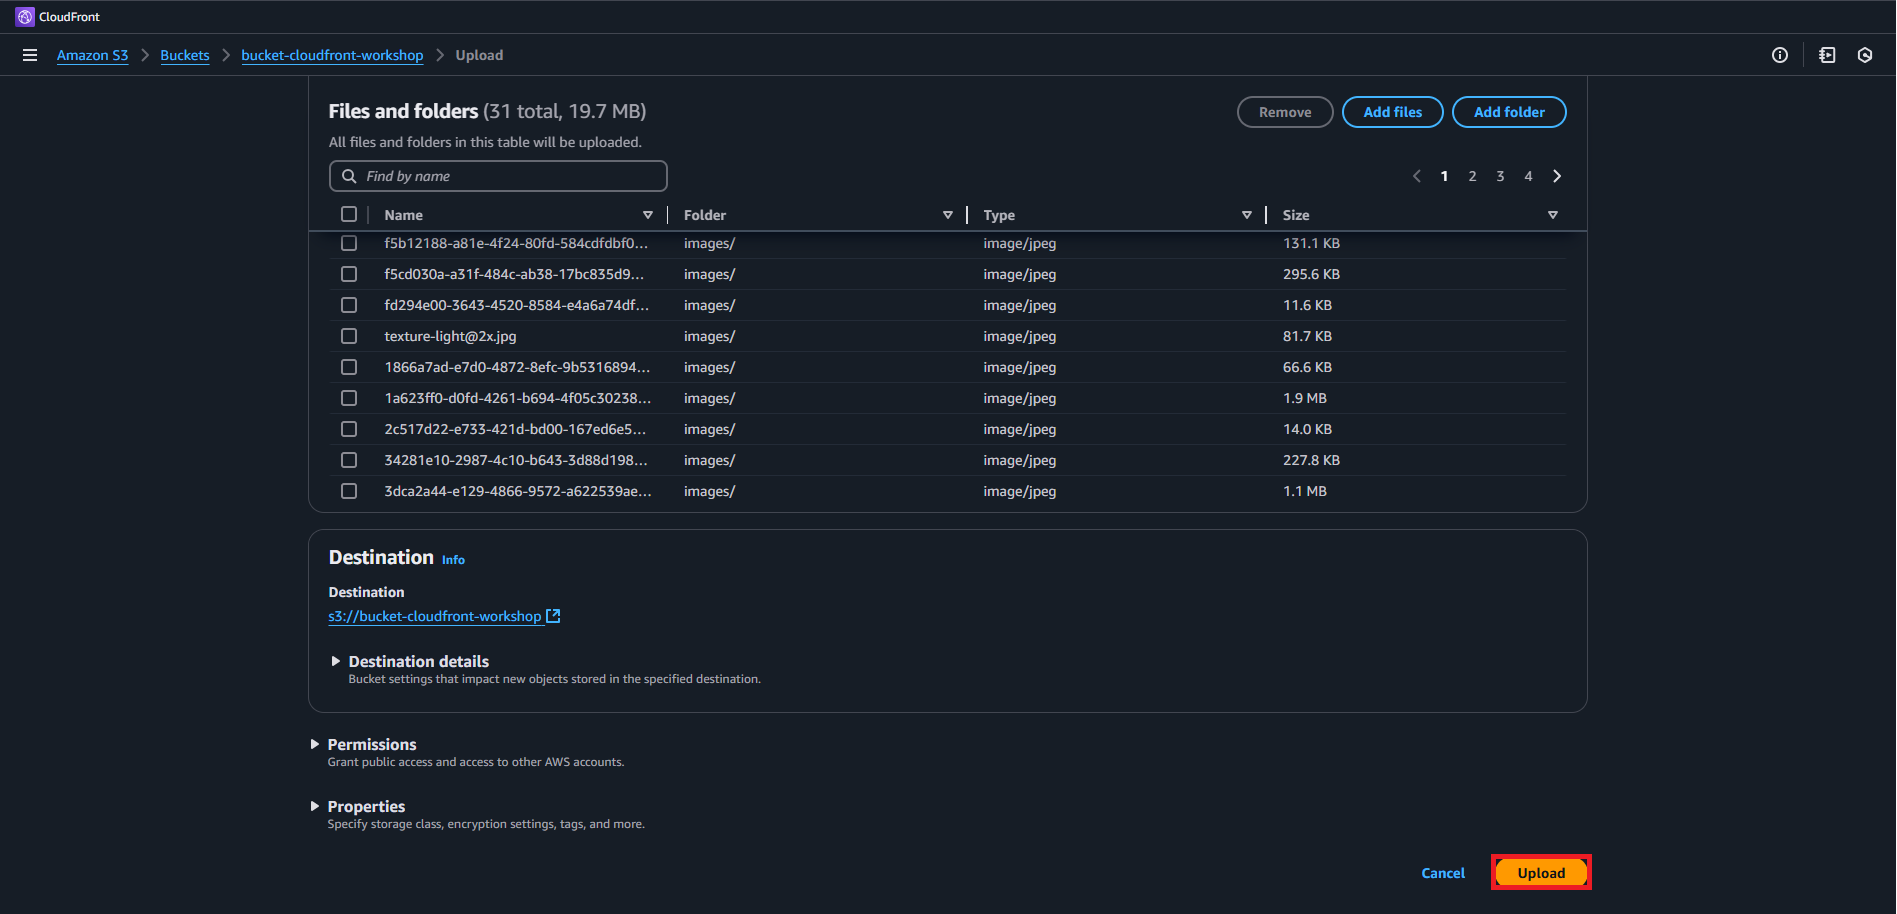 CloudFront
Amazon S3 > Buckets > bucket-cloudfront-workshop > Upload
Files and folders (31 total, 19.7 MB)
Remove Add files Add folder
All files and folders in this table will be uploaded.
Find by name
1 2 3 4
Name Folder Type Size
f5b12188-a81e-4f24-80fd-584cdfdbf0... images/ image/jpeg 131.1 KB
f5cd030a-a31f-484c-ab38-17bc835d9... images/ image/jpeg 295.6 KB
fd294e00-3643-4520-8584-e4a6a74df... images/ image/jpeg 11.6 KB
texture-light@2x.jpg images/ image/jpeg 81.7 KB
1866a7ad-e7d0-4872-8efc-9b5316894... images/ image/jpeg 66.6 KB
1a623ff0-d0fd-4261-b694-4f05c30238... images/ image/jpeg 1.9 MB
2c517d22-e733-421d-bd00-167ed6e5... images/ image/jpeg 14.0 KB
34281e10-2987-4c10-b643-3d88d198... images/ image/jpeg 227.8 KB
3dca2a44-e129-4866-9572-a622539ae... images/ image/jpeg 1.1 MB
Destination Info
Destination
s3://bucket-cloudfront-workshop
Destination details
Bucket settings that impact new objects stored in the specified destination.
Permissions
Grant public access and access to other AWS accounts.
Properties
Specify storage class, encryption settings, tags, and more.
Cancel Upload